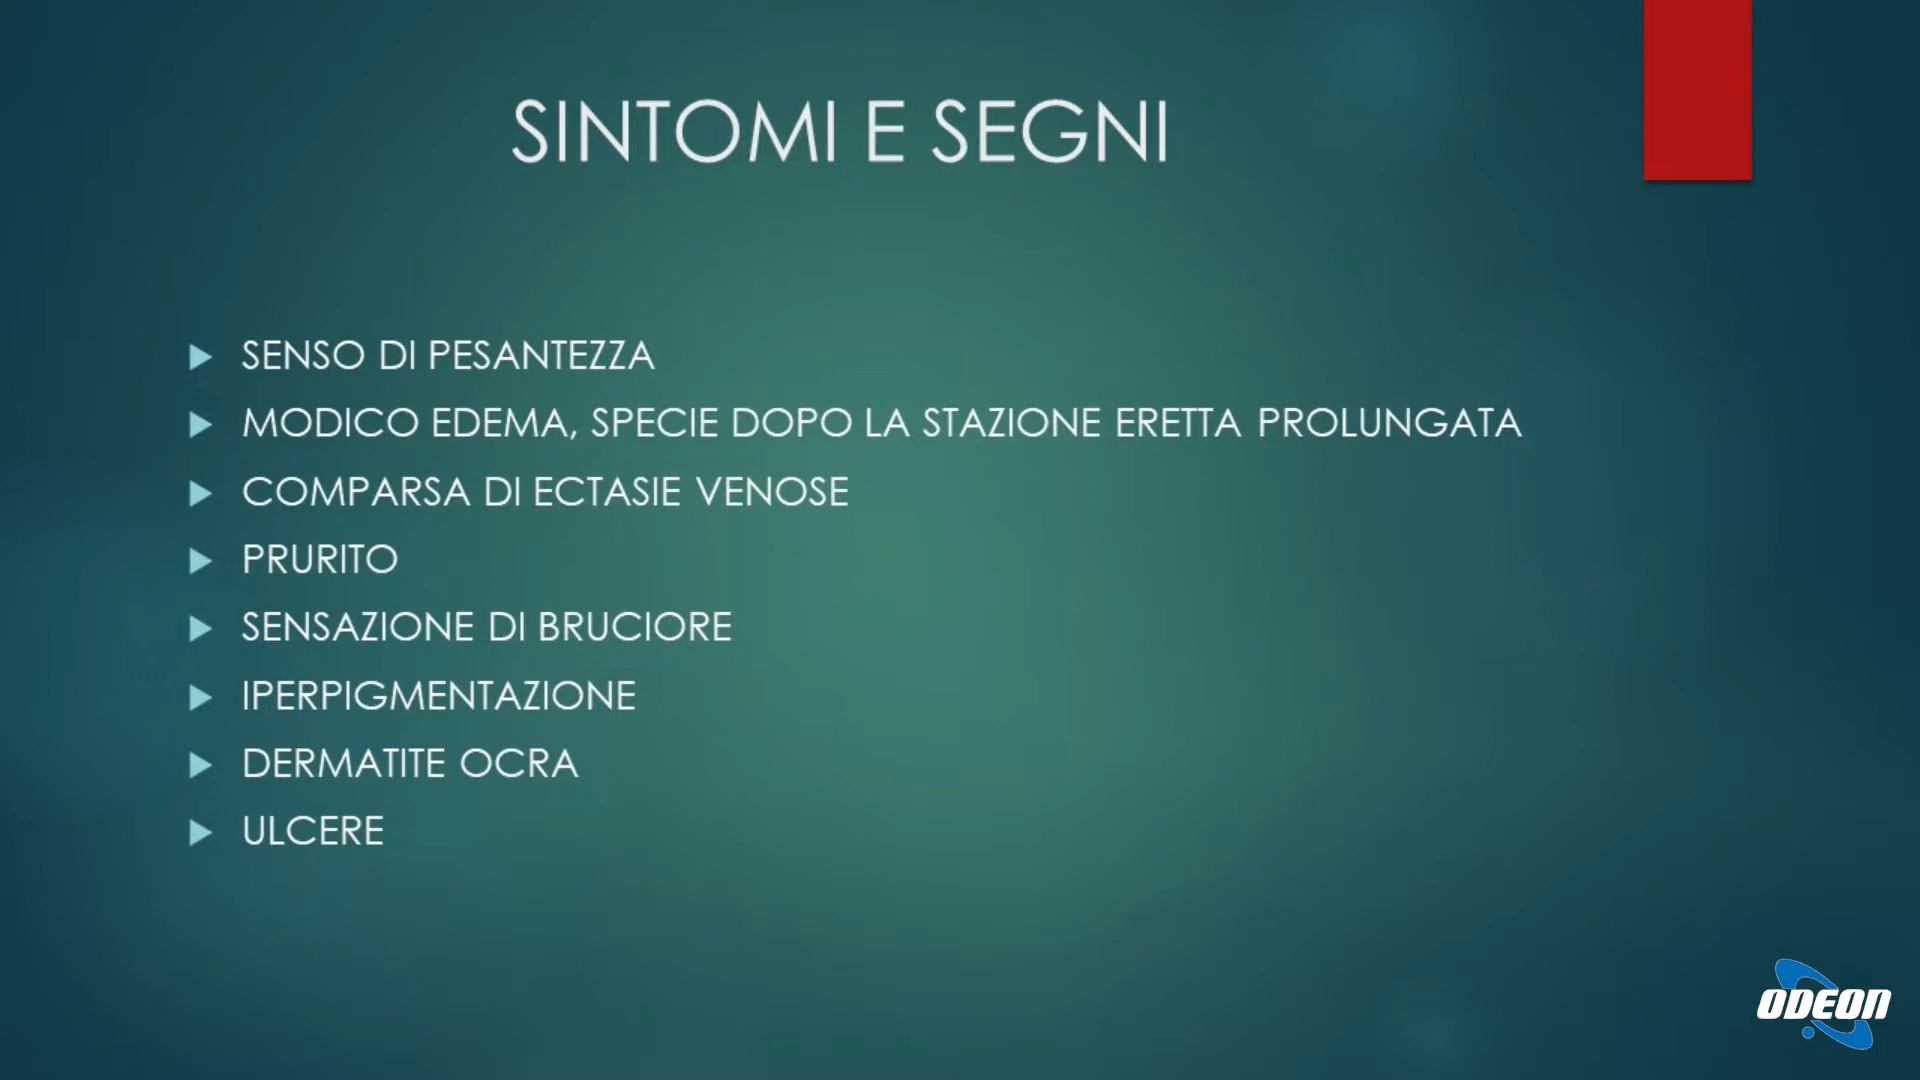 SINTOMI E SEGNI
SENSO DI PESANTEZZA
MODICO EDEMA, SPECIE DOPO LA STAZIONE ERETTA PROLUNGATA
COMPARSA DI ECTASIE VENOSE
PRURITO
SENSAZIONE DI BRUCIORE
IPERPIGMENTAZIONE
DERMATITE OCRA
ULCERE
ODEON